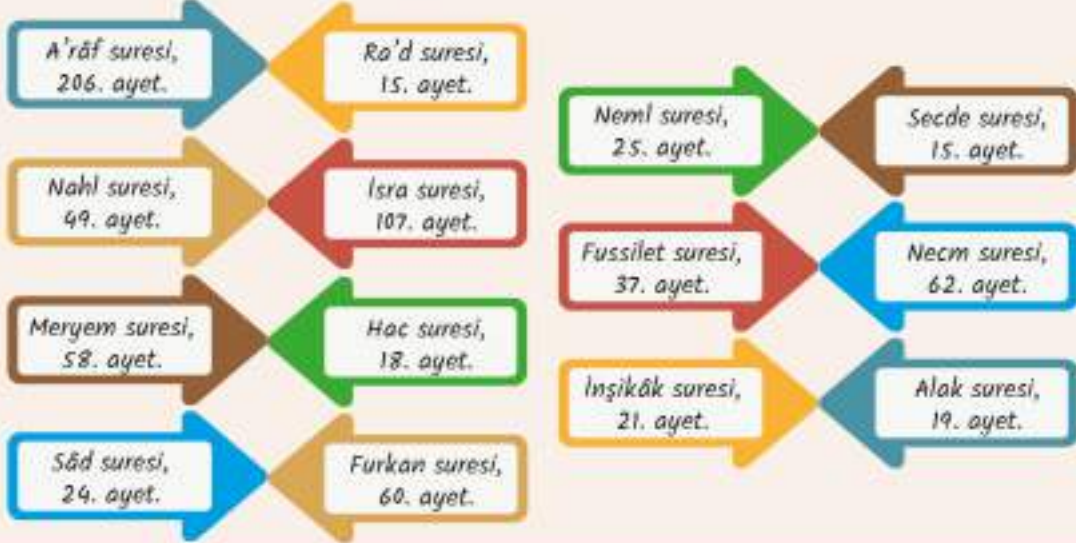 A'râf suresi,
206. ayet.
Ra'd suresi,
15. ayet.
Nahl suresi,
49. ayet.
İsra suresi,
107. ayet.
Meryem suresi,
58. ayet.
Hac suresi,
18. ayet.
Sâd suresi,
24. ayet.
Furkan suresi,
60. ayet.
Neml suresi,
25. ayet.
Secde suresi,
15. ayet.
Fussilet suresi,
37. ayet.
Necm suresi,
62. ayet.
İnşikâk suresi,
21. ayet.
Alak suresi,
19. ayet.